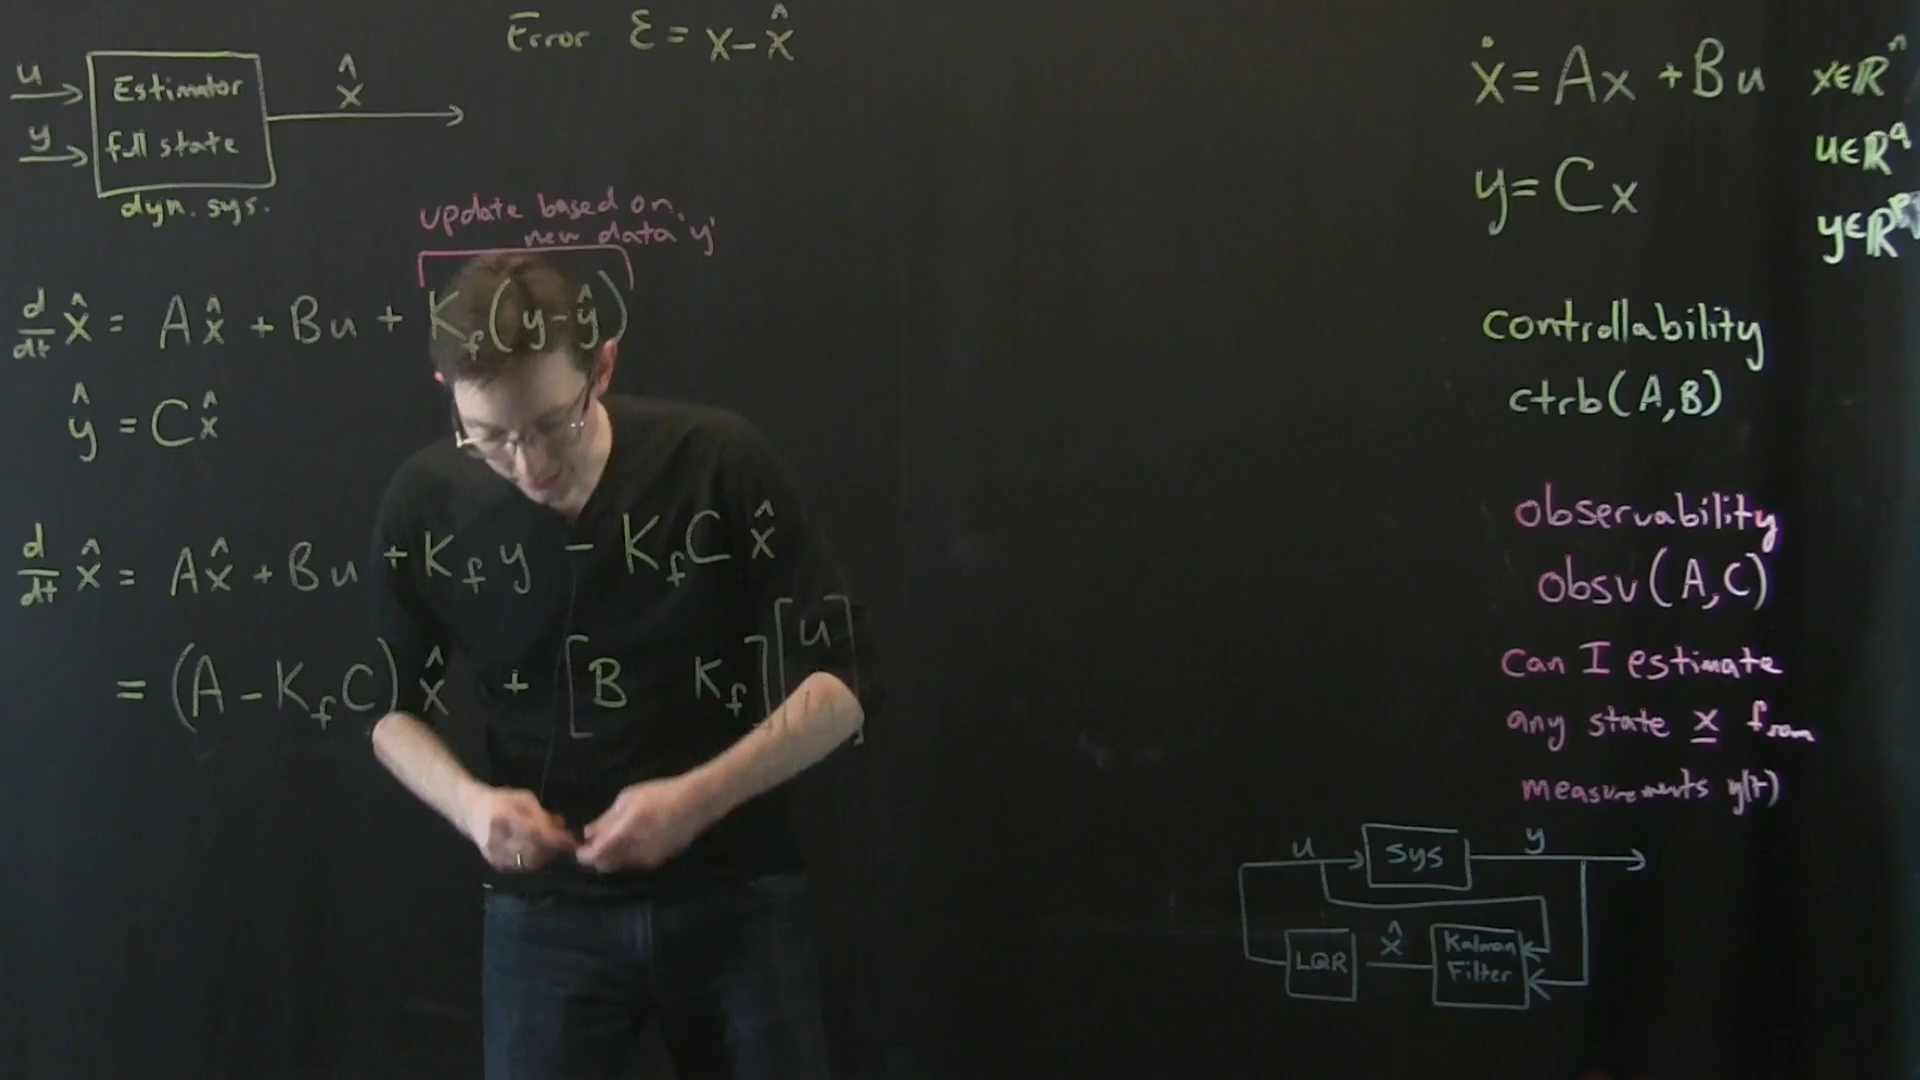 Error ε = x - x̂
u
y
Estimator
full state
dyn. sys.
x̂
update based on
new data y
d/dt x̂ = Ax̂ + Bu + K_f(y - ŷ)
ŷ = Cx̂
d/dt x̂ = Ax̂ + Bu + K_f y - K_f C x̂
= (A - K_f C) x̂ + [B K_f] [u
ẋ = Ax + Bu x∈ℝⁿ
u∈ℝ^q
y = Cx
y∈ℝ^p
controllability
ctrb(A,B)
observability
obsv(A,C)
Can I estimate
any state x from
measurements y(t)
u
sys
y
LQR
x̂
Kalman
Filter